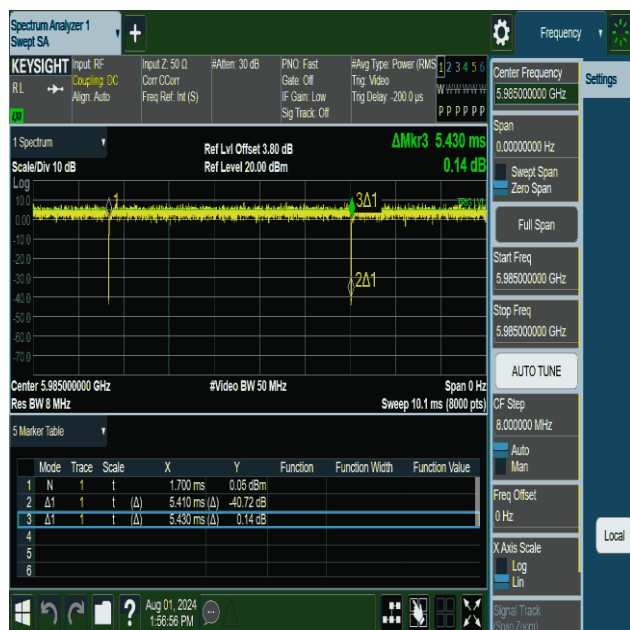 Spectrum Analyzer 1
Swept SA
Frequency
KEYSIGHT
RL
Input: RF
Coupling: DC
Align: Auto
Input Z: 50 Ω
Corr CCorr
Freq Ref: Int (S)
#Atten: 30 dB
PNO: Fast
Gate: Off
IF Gain: Low
Sig Track: Off
#Avg Type: Power (RMS
Trig: Video
Trig Delay: -200.0 µs
1 2 3 4 5 6
W W W W W W
P P P P P P
Center Frequency
5.985000000 GHz
Settings
Span
0.00000000 Hz
Swept Span
Zero Span
Full Span
Start Freq
5.985000000 GHz
Stop Freq
5.985000000 GHz
AUTO TUNE
CF Step
8.000000 MHz
Auto
Man
Freq Offset
0 Hz
Local
X Axis Scale
Log
Lin
Signal Track
(Span Zoom)
1 Spectrum
Scale/Div 10 dB
Ref Lvl Offset 3.80 dB
Ref Level 20.00 dBm
ΔMkr3 5.430 ms
0.14 dB
Log
10.0
0.00
-10.0
-20.0
-30.0
-40.0
-50.0
-60.0
-70.0
1
3Δ1
TRIG LVL
2Δ1
Center 5.985000000 GHz
Res BW 8 MHz
#Video BW 50 MHz
Span 0 Hz
Sweep 10.1 ms (8000 pts)
5 Marker Table
Mode Trace Scale X Y Function Function Width Function Value
1 N 1 t 1.700 ms 0.05 dBm
2 Δ1 1 t (Δ) 5.410 ms (Δ) -40.72 dB
3 Δ1 1 t (Δ) 5.430 ms (Δ) 0.14 dB
4
5
6
?
Aug 01, 2024
1:56:56 PM